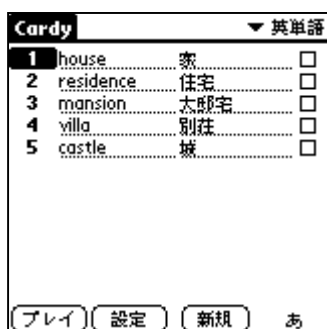 Cardy ▼ 英単語
1 house 家
2 residence 住宅
3 mansion 大邸宅
4 villa 別荘
5 castle 城
プレイ 設定 新規 あ